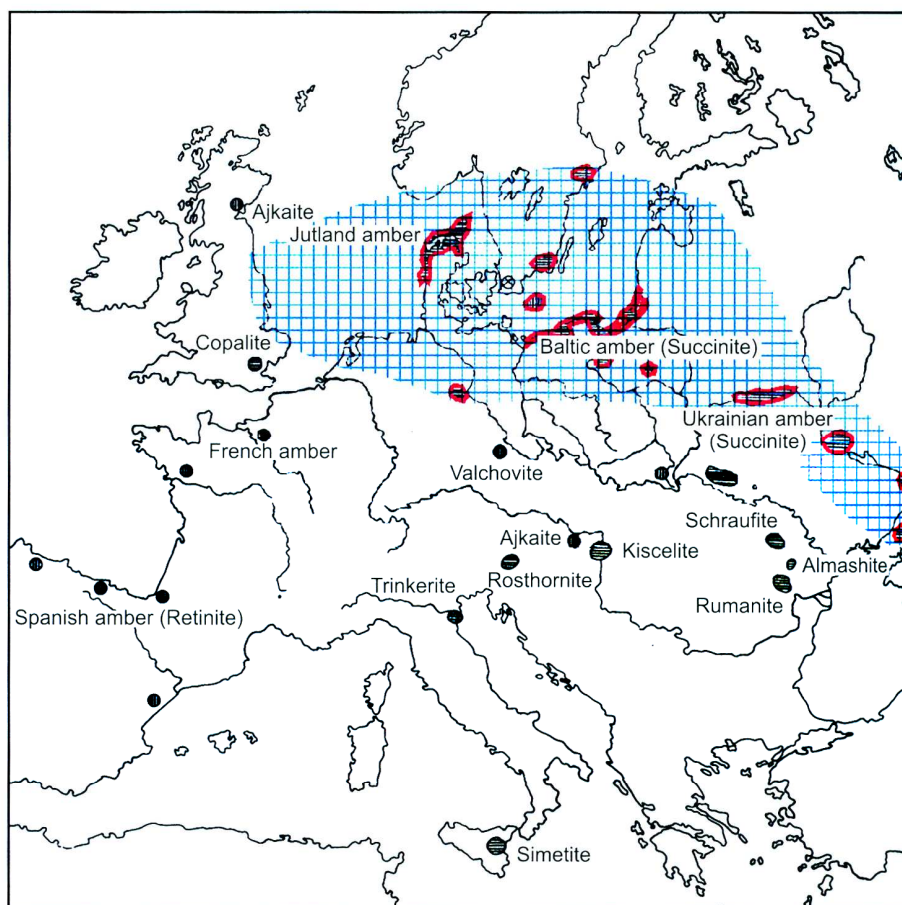 Ajkaite
Jutland amber
Copalite
Baltic amber (Succinite)
Ukrainian amber
(Succinite)
French amber
Valchovite
Schraufite
Ajkaite
Kiscelite
Almashite
Rosthornite
Trinkerite
Rumanite
Spanish amber (Retinite)
Simetite